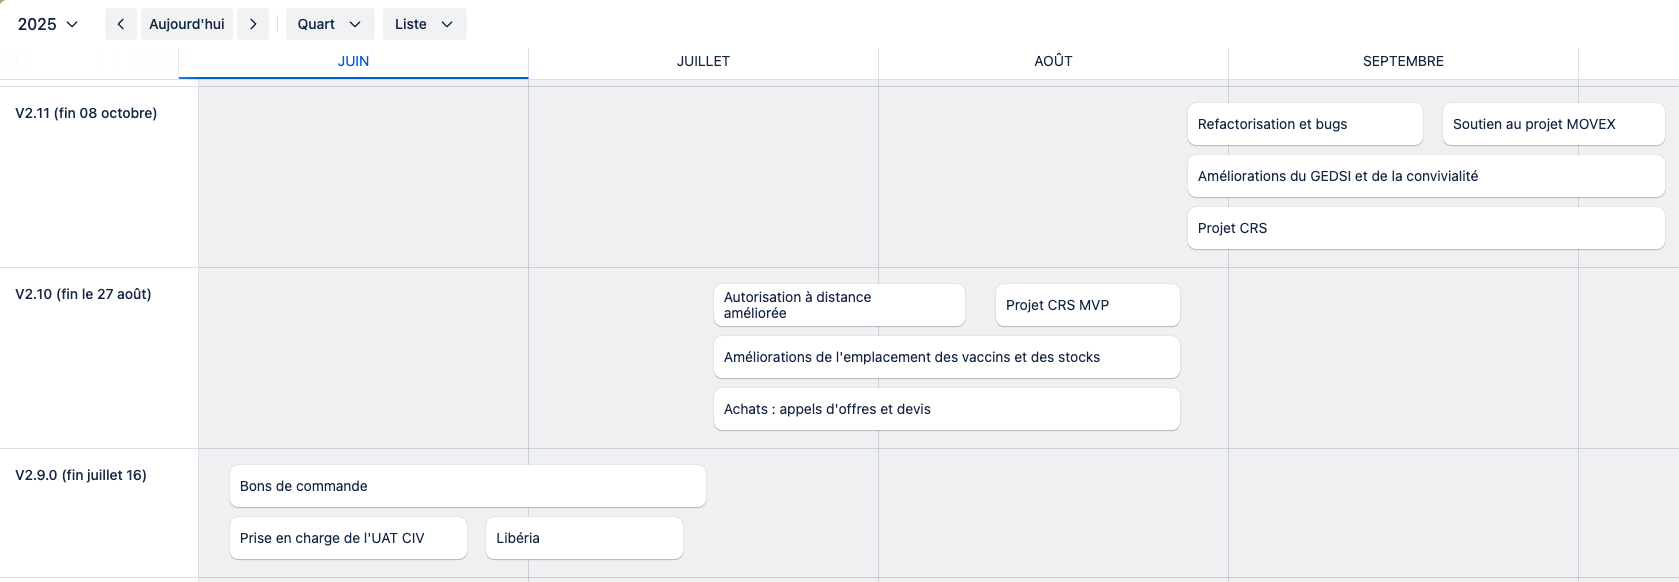 2025
Aujourd'hui
Quart
Liste
JUIN
JUILLET
AOÛT
SEPTEMBRE
V2.11 (fin 08 octobre)
Refactorisation et bugs
Soutien au projet MOVEX
Améliorations du GEDSI et de la convivialité
Projet CRS
V2.10 (fin le 27 août)
Autorisation à distance
améliorée
Projet CRS MVP
Améliorations de l'emplacement des vaccins et des stocks
Achats : appels d'offres et devis
V2.9.0 (fin juillet 16)
Bons de commande
Prise en charge de l'UAT CIV
Libéria